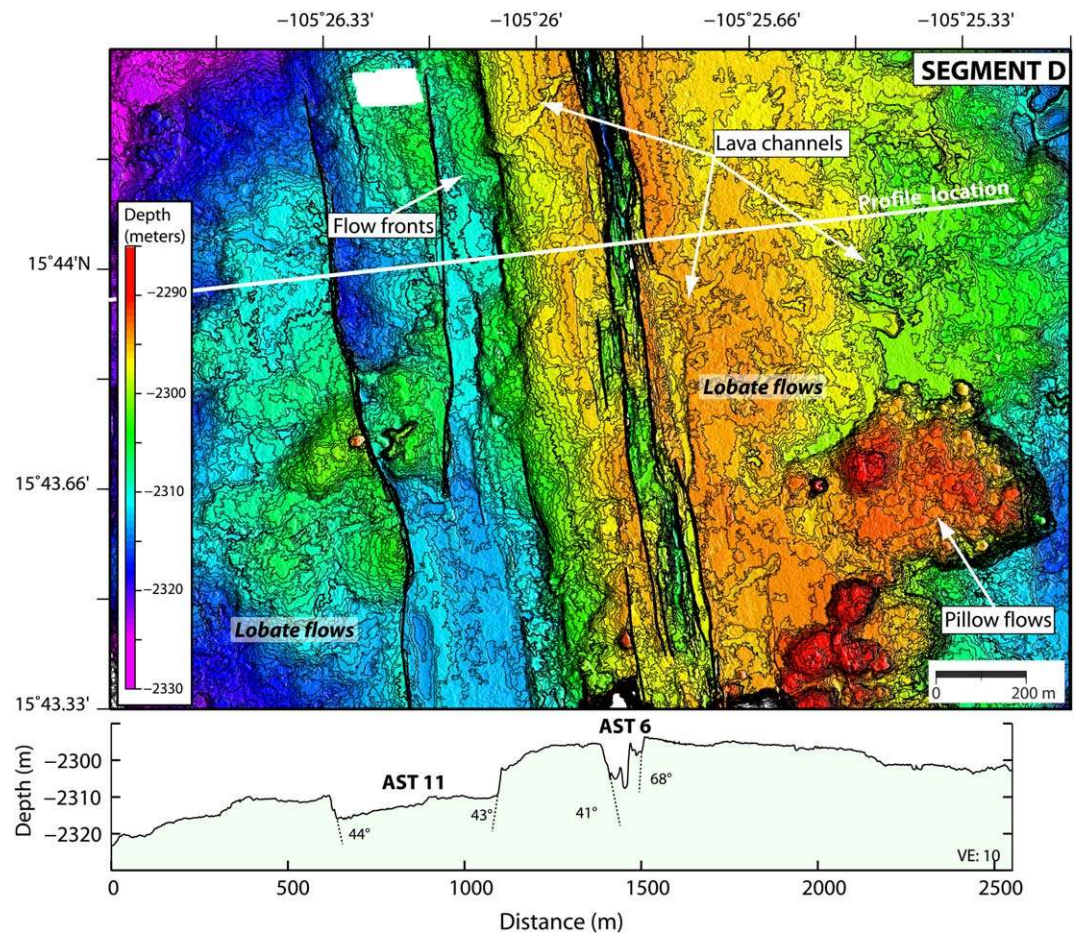 −105°26.33' −105°26' −105°25.66' −105°25.33'
SEGMENT D
Lava channels
Flow fronts
Profile location
Depth
(meters)
−2290
−2300
−2310
−2320
−2330
15°44'N
15°43.66'
15°43.33'
Lobate flows
Lobate flows
Pillow flows
0 200 m
AST 6
AST 11
Depth (m)
−2300
−2310
−2320
44°
43°
41°
68°
VE: 10
0 500 1000 1500 2000 2500
Distance (m)